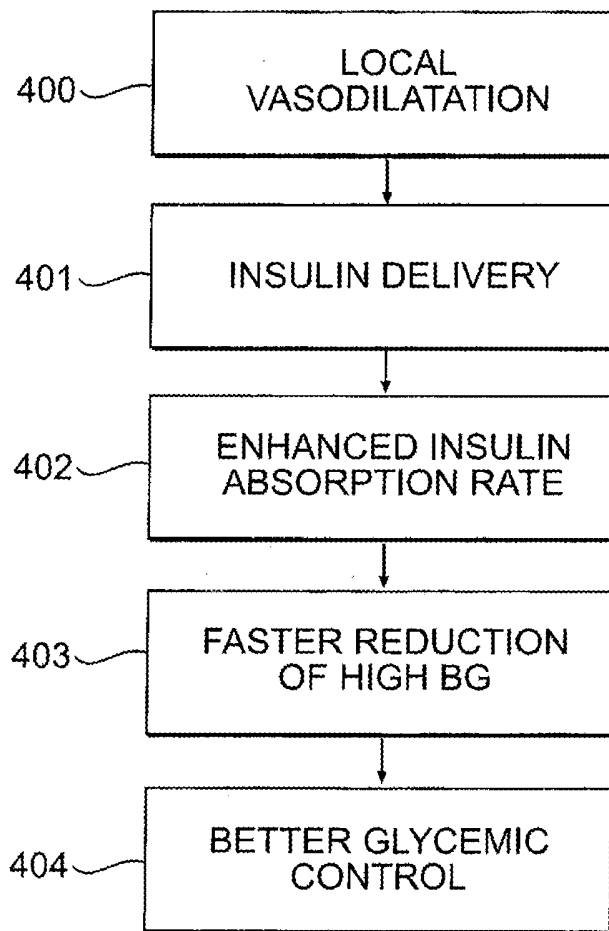 400
LOCAL
VASODILATATION
401
INSULIN DELIVERY
402
ENHANCED INSULIN
ABSORPTION RATE
403
FASTER REDUCTION
OF HIGH BG
404
BETTER GLYCEMIC
CONTROL